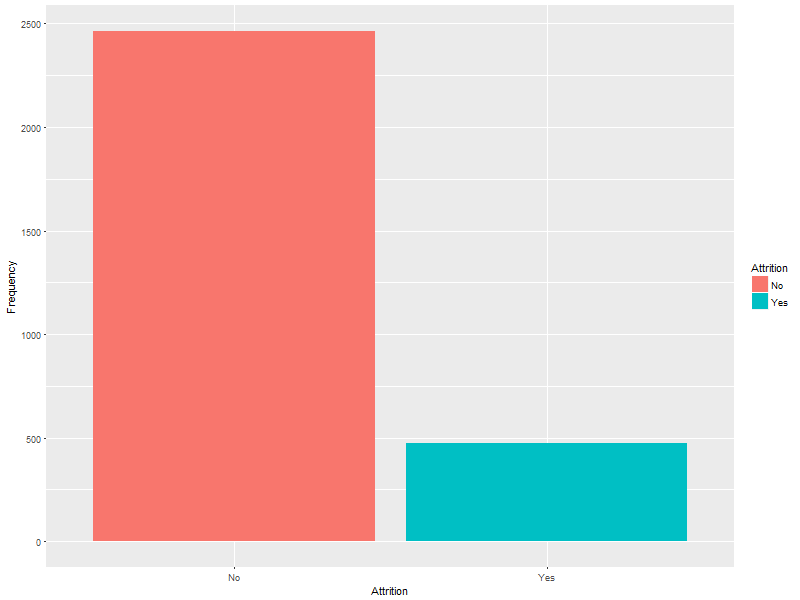 2500
2000
1500
1000
500
0
Frequency
No
Yes
Attrition
Attrition
No
Yes